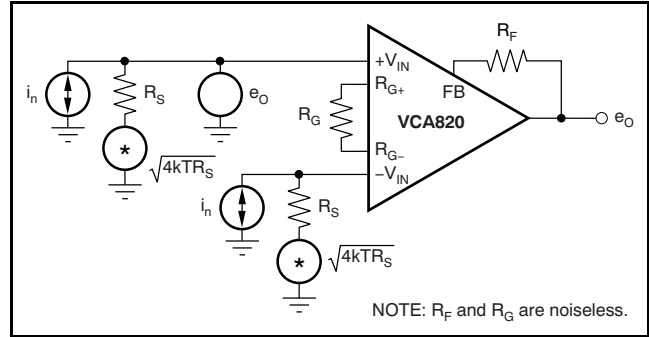 R_F
+V_IN
i_n
R_S
e_O
R_G+
FB
R_G
VCA820
e_O
R_G−
* √4kTR_S
−V_IN
i_n
R_S
* √4kTR_S
NOTE: R_F and R_G are noiseless.